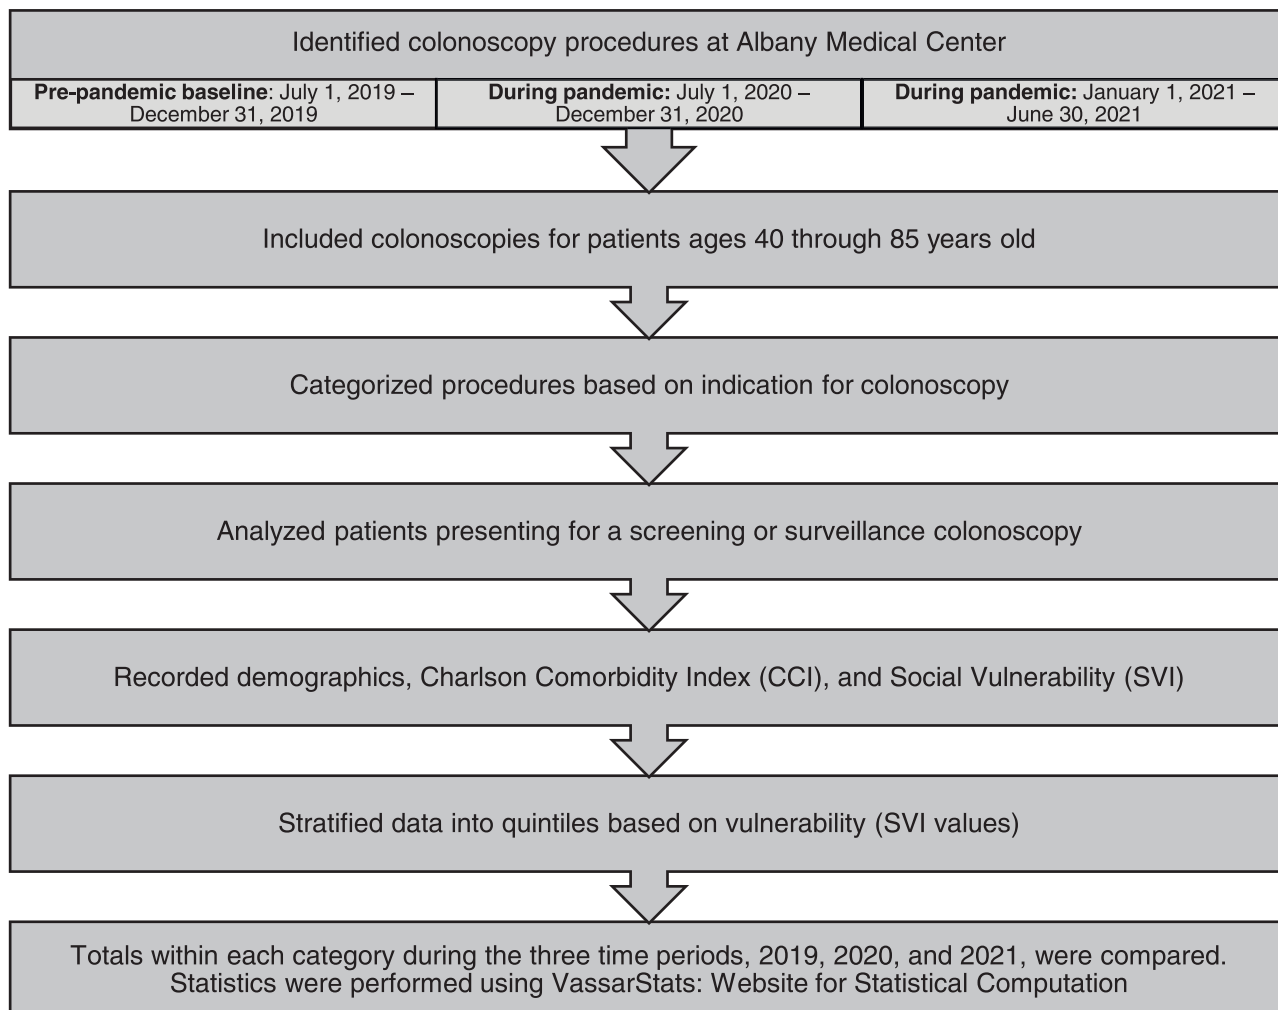 Identified colonoscopy procedures at Albany Medical Center
Pre-pandemic baseline: July 1, 2019 –
December 31, 2019
During pandemic: July 1, 2020 –
December 31, 2020
During pandemic: January 1, 2021 –
June 30, 2021
Included colonoscopies for patients ages 40 through 85 years old
Categorized procedures based on indication for colonoscopy
Analyzed patients presenting for a screening or surveillance colonoscopy
Recorded demographics, Charlson Comorbidity Index (CCI), and Social Vulnerability (SVI)
Stratified data into quintiles based on vulnerability (SVI values)
Totals within each category during the three time periods, 2019, 2020, and 2021, were compared.
Statistics were performed using VassarStats: Website for Statistical Computation